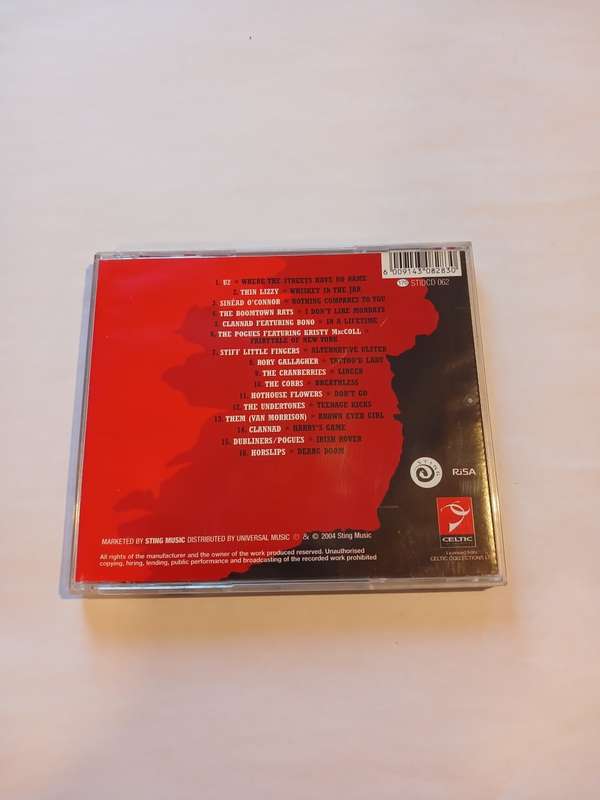 6 009143 082830
STIDCD 062
1. U2 * WHERE THE STREETS HAVE NO NAME
2. THIN LIZZY * WHISKEY IN THE JAR
3. SINÉAD O'CONNOR * NOTHING COMPARES TO YOU
4. THE BOOMTOWN RATS * I DON'T LIKE MONDAYS
5. CLANNAD FEATURING BONO * IN A LIFETIME
6. THE POGUES FEATURING KRISTY MacCOLL *
FAIRYTALE OF NEW YORK
7. STIFF LITTLE FINGERS * ALTERNATIVE ULSTER
8. RORY GALLAGHER * TATTOO'D LADY
9. THE CRANBERRIES * LINGER
10. THE CORRS * BREATHLESS
11. HOTHOUSE FLOWERS * DON'T GO
12. THE UNDERTONES * TEENAGE KICKS
13. THEM (VAN MORRISON) * BROWN EYED GIRL
14. CLANNAD * HARRY'S GAME
15. DUBLINERS/POGUES * IRISH ROVER
16. HORSLIPS * DEARG DOOM
STING
RiSA
MARKETED BY STING MUSIC DISTRIBUTED BY UNIVERSAL MUSIC ℗ & © 2004 Sting Music
All rights of the manufacturer and the owner of the work produced reserved. Unauthorised
copying, hiring, lending, public performance and broadcasting of the recorded work prohibited
CELTIC
Licensed from
CELTIC COLLECTIONS